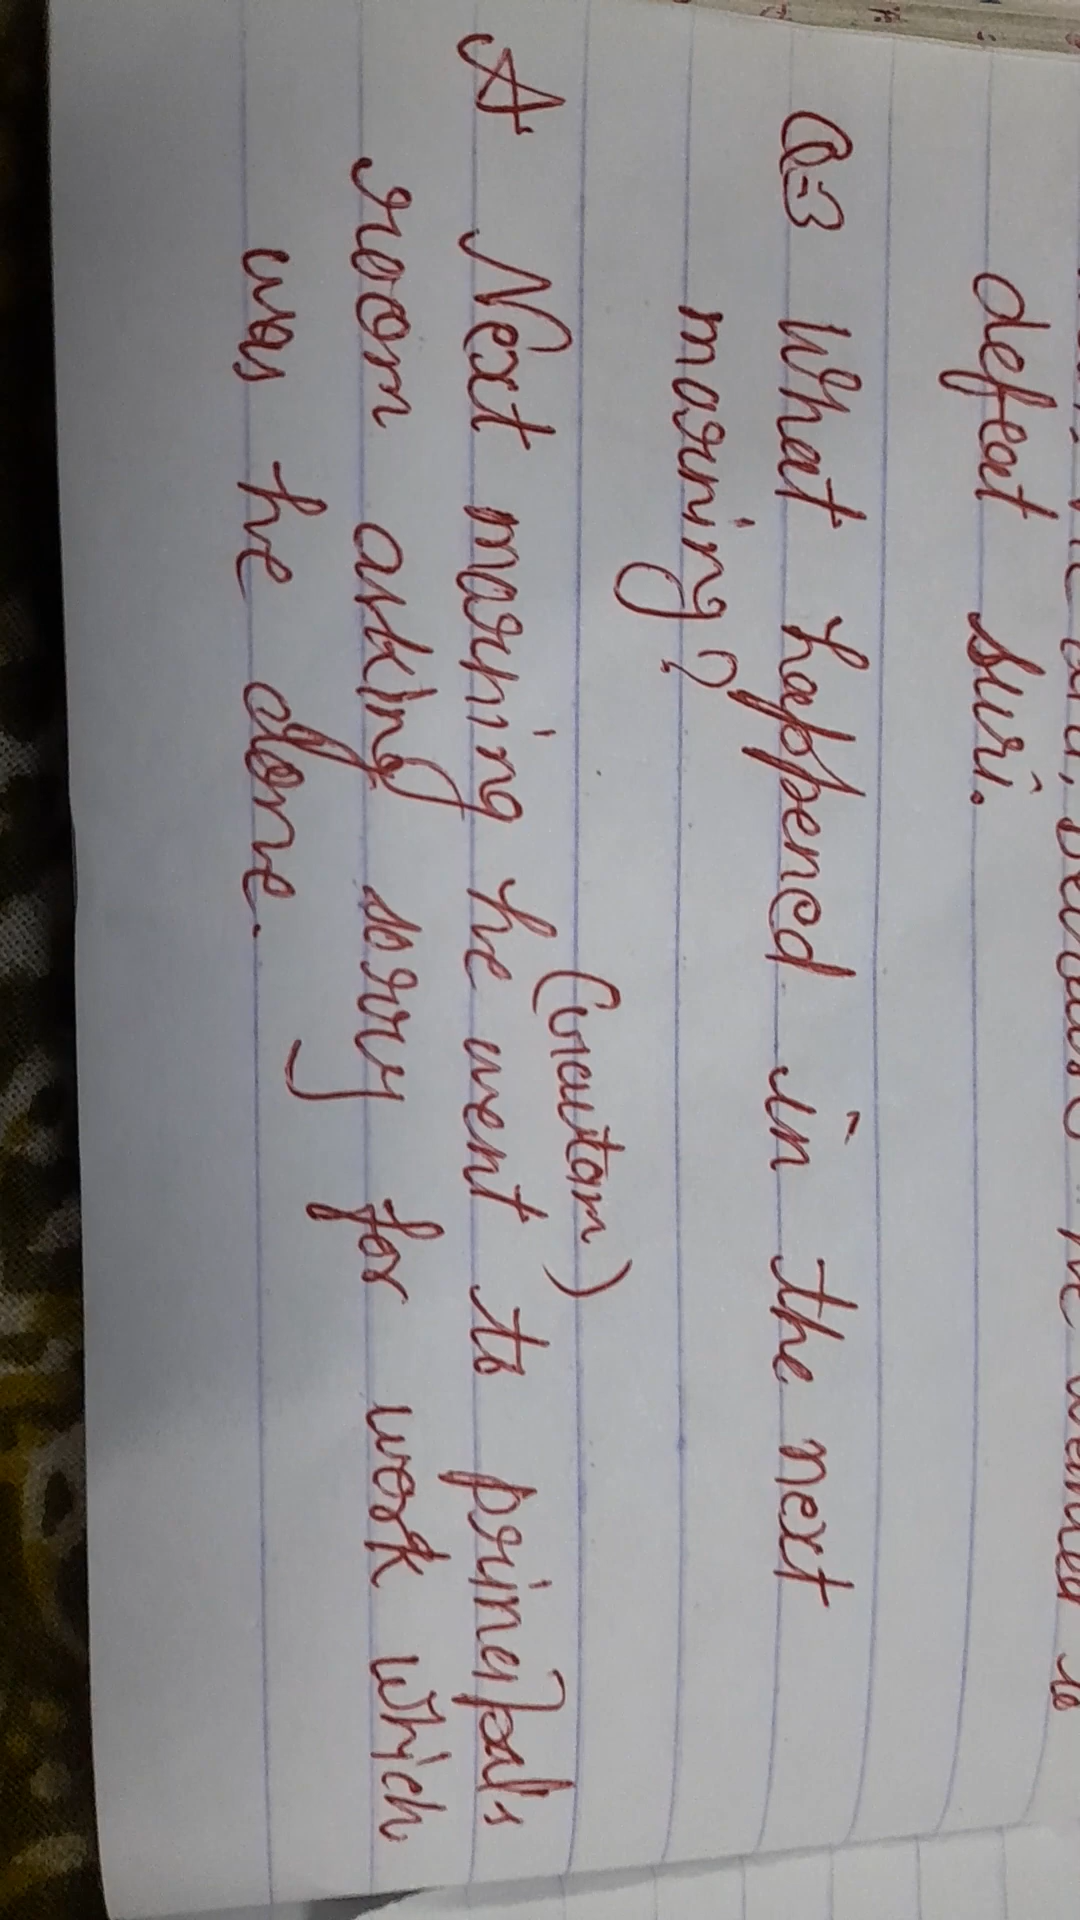 defeat suri.
Q-3 What happened in the next
morning?
(Gautam)
A Next morning he went to principal's
room asking sorry for work which
was he done.